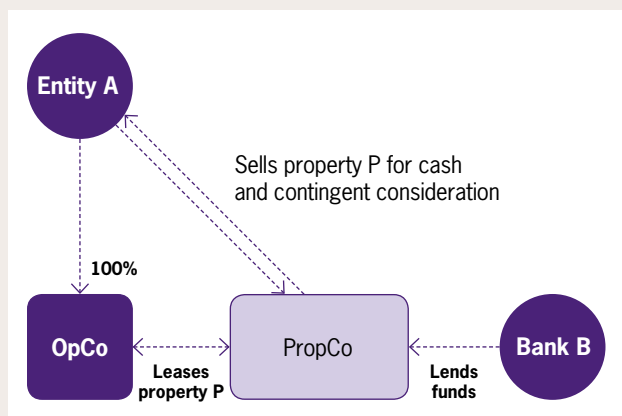 Entity A
Sells property P for cash
and contingent consideration
100%
OpCo
Leases
property P
PropCo
Lends
funds
Bank B